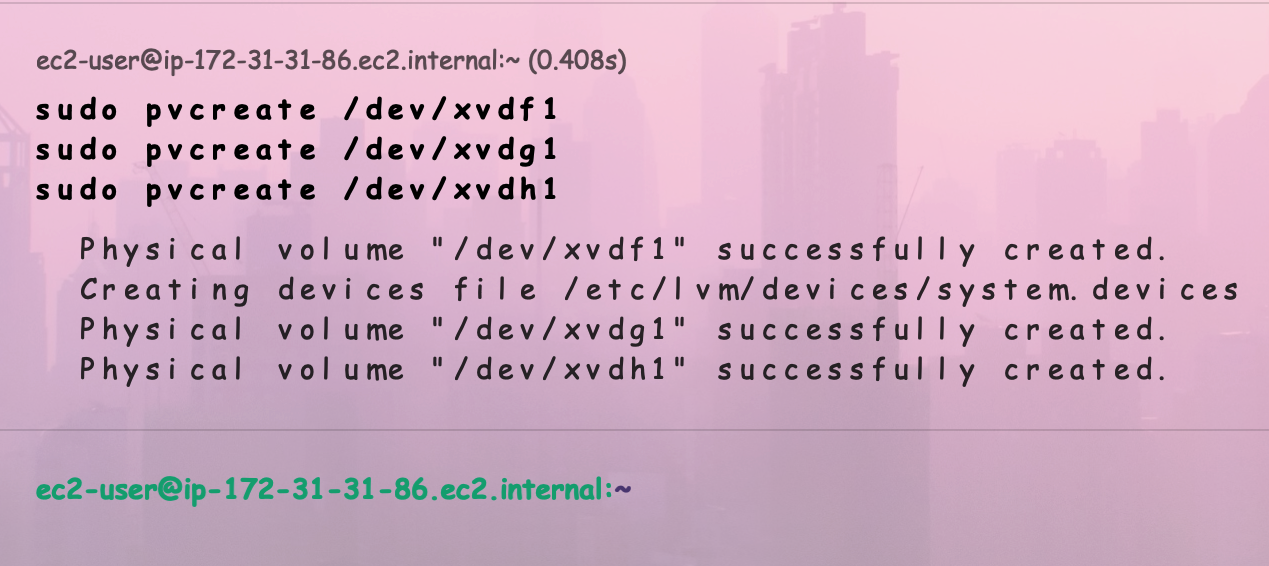 ec2-user@ip-172-31-31-86.ec2.internal:~ (0.408s)
sudo pvcreate /dev/xvdf1
sudo pvcreate /dev/xvdg1
sudo pvcreate /dev/xvdh1
Physical volume "/dev/xvdf1" successfully created.
Creating devices file /etc/lvm/devices/system.devices
Physical volume "/dev/xvdg1" successfully created.
Physical volume "/dev/xvdh1" successfully created.
ec2-user@ip-172-31-31-86.ec2.internal:~